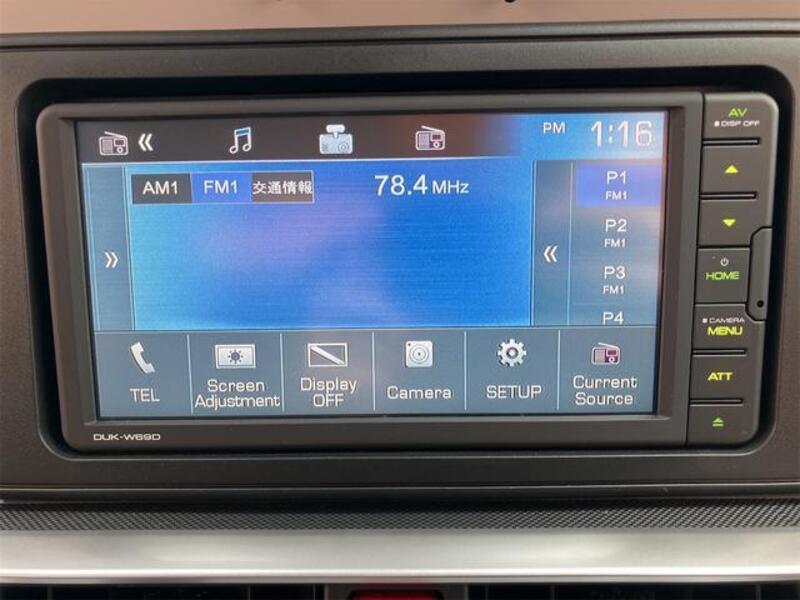 PM 1:16
AM1 FM1 交通情報 78.4 MHz
P1
FM1
P2
FM1
P3
FM1
P4
TEL
Screen
Adjustment
Display
OFF
Camera
SETUP
Current
Source
DUK-W69D
AV
DISP OFF
HOME
CAMERA
MENU
ATT